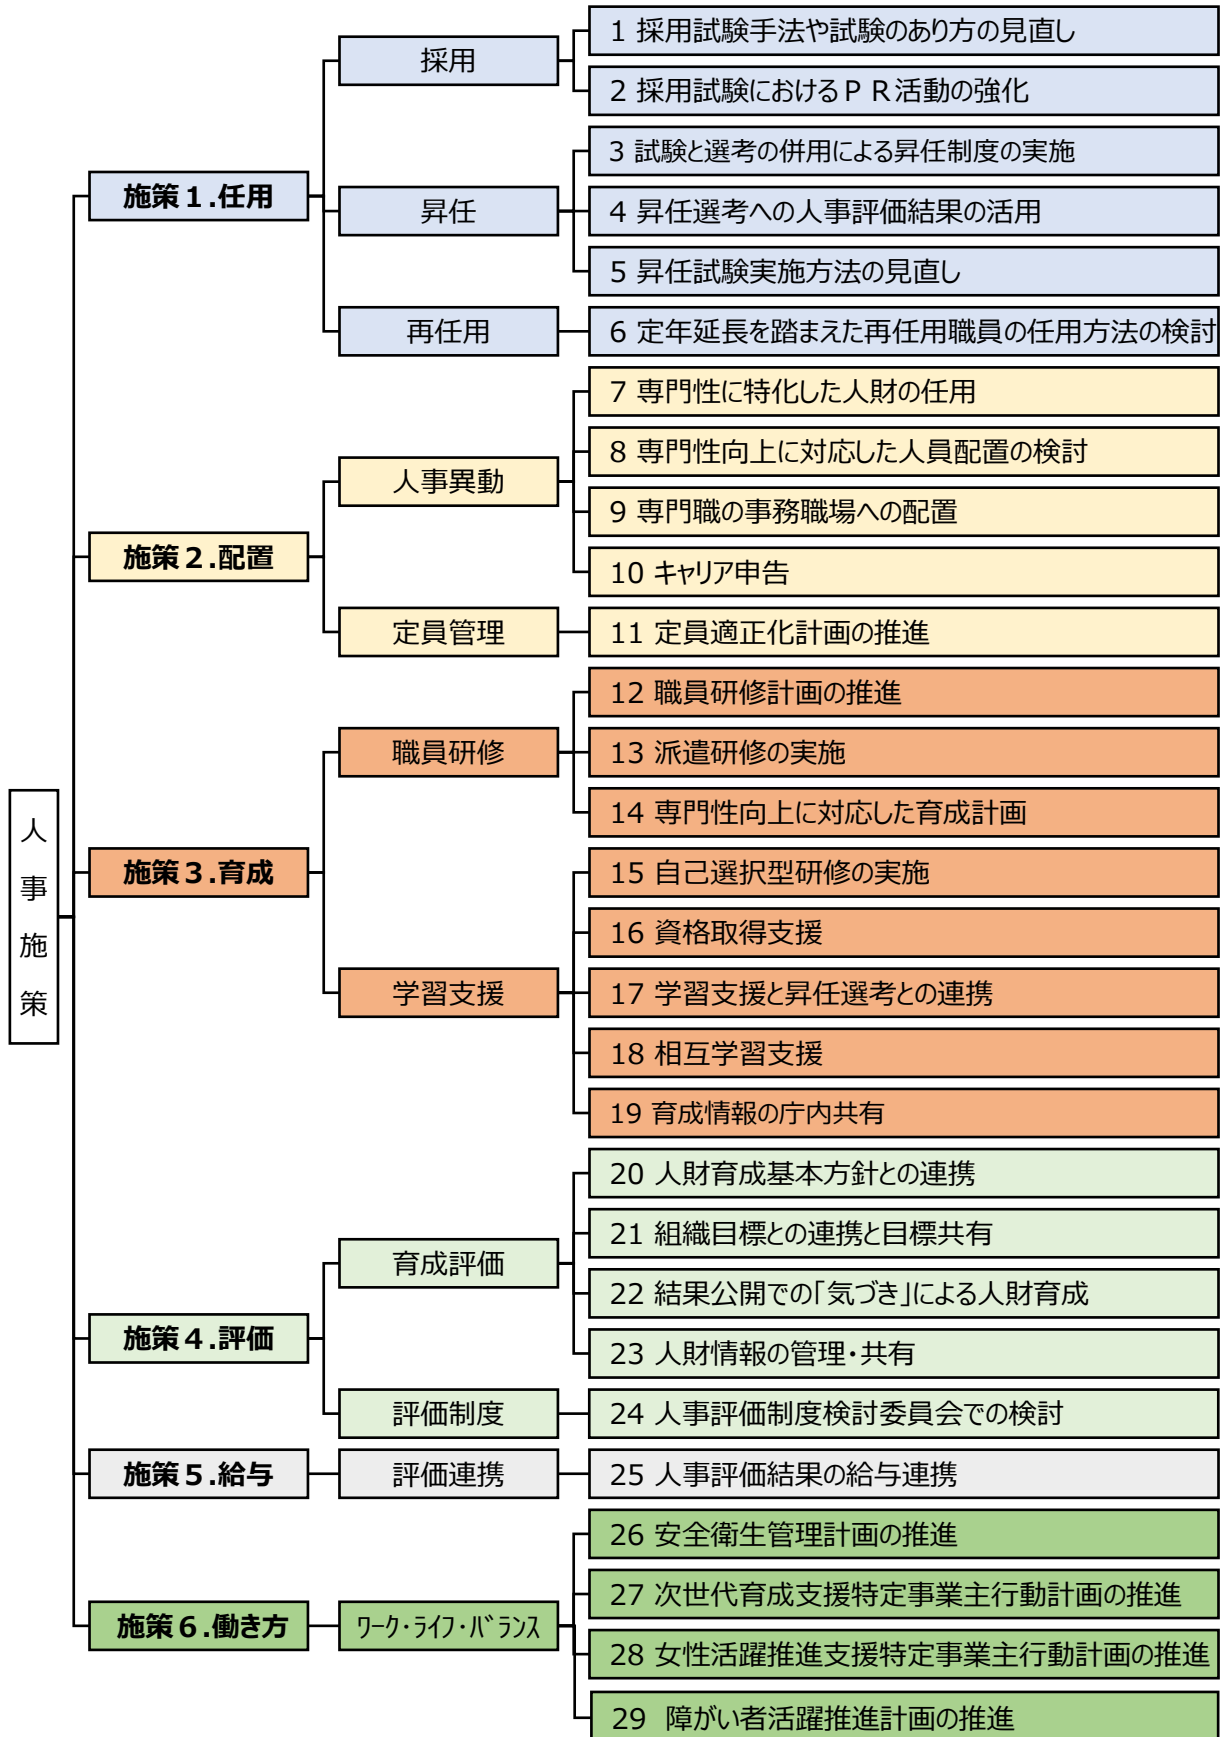 人事施策
施策１.任用
採用
1 採用試験手法や試験のあり方の見直し
2 採用試験におけるＰＲ活動の強化
昇任
3 試験と選考の併用による昇任制度の実施
4 昇任選考への人事評価結果の活用
5 昇任試験実施方法の見直し
再任用
6 定年延長を踏まえた再任用職員の任用方法の検討
施策２.配置
人事異動
7 専門性に特化した人財の任用
8 専門性向上に対応した人員配置の検討
9 専門職の事務職場への配置
10 キャリア申告
定員管理
11 定員適正化計画の推進
施策３.育成
職員研修
12 職員研修計画の推進
13 派遣研修の実施
14 専門性向上に対応した育成計画
学習支援
15 自己選択型研修の実施
16 資格取得支援
17 学習支援と昇任選考との連携
18 相互学習支援
19 育成情報の庁内共有
施策４.評価
育成評価
20 人財育成基本方針との連携
21 組織目標との連携と目標共有
22 結果公開での「気づき」による人財育成
23 人財情報の管理・共有
評価制度
24 人事評価制度検討委員会での検討
施策５.給与
評価連携
25 人事評価結果の給与連携
施策６.働き方
ﾜｰｸ・ﾗｲﾌ・ﾊﾞﾗﾝｽ
26 安全衛生管理計画の推進
27 次世代育成支援特定事業主行動計画の推進
28 女性活躍推進支援特定事業主行動計画の推進
29 障がい者活躍推進計画の推進